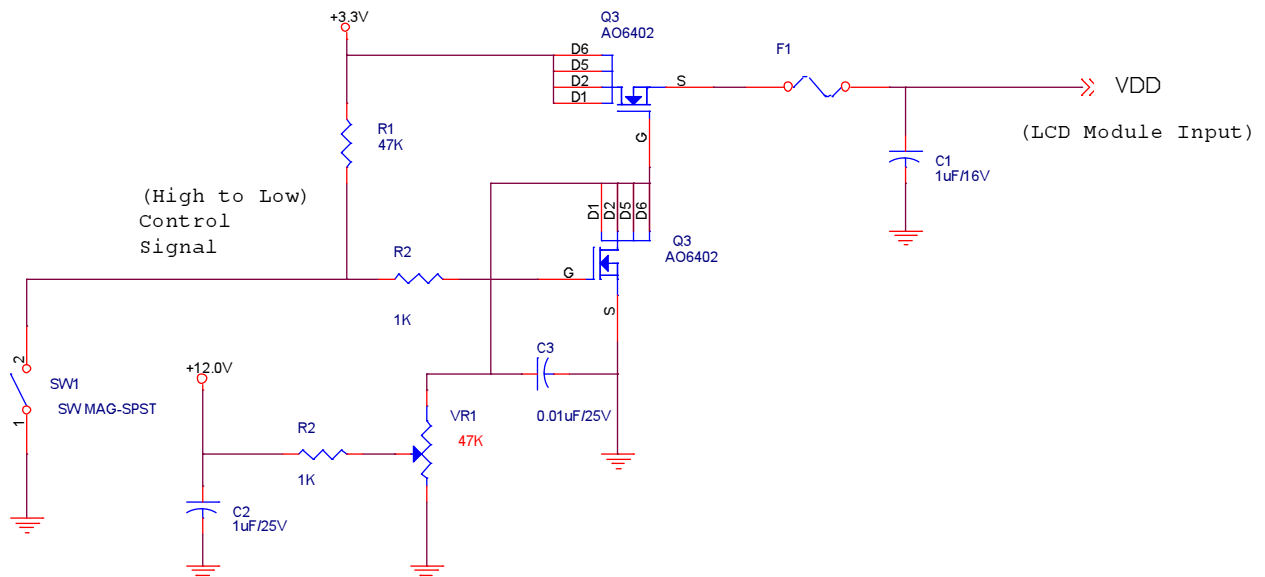 +3.3V
Q3
AO6402
D6
D5
D2
D1
S
G
F1
VDD
(LCD Module Input)
R1
47K
C1
1uF/16V
(High to Low)
Control
Signal
D1
D2
D5
D6
Q3
AO6402
R2
1K
G
S
2
SW1
SW MAG-SPST
1
+12.0V
C3
0.01uF/25V
R2
1K
VR1
47K
C2
1uF/25V